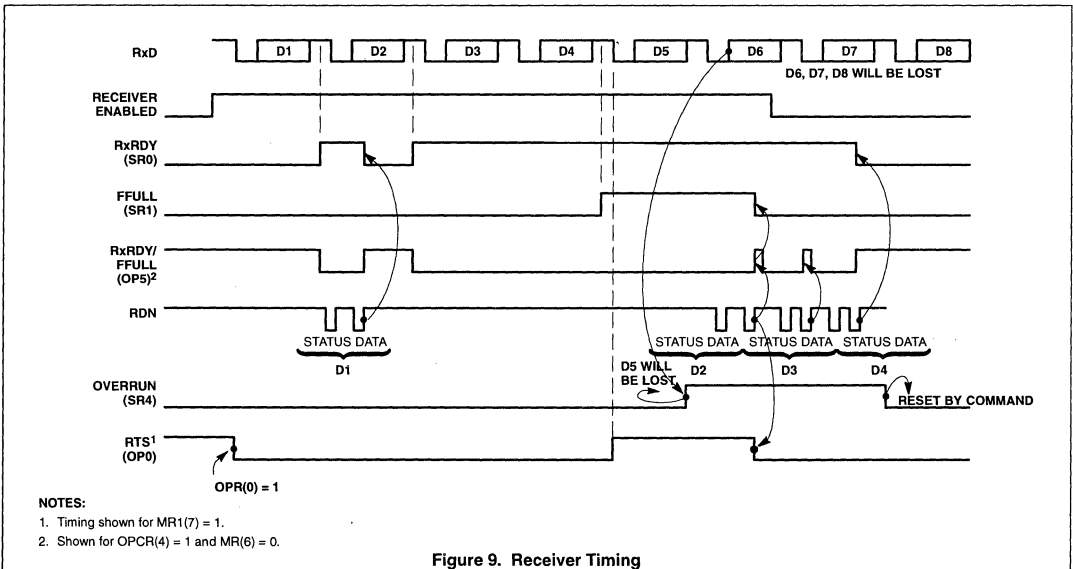 RxD D1 D2 D3 D4 D5 D6 D7 D8
D6, D7, D8 WILL BE LOST
RECEIVER
ENABLED
RxRDY
(SR0)
FFULL
(SR1)
RxRDY/
FFULL
(OP5)2
RDN
STATUS DATA STATUS DATA STATUS DATA STATUS DATA
D1 D2 D3 D4
D5 WILL
BE LOST
OVERRUN
(SR4)
RESET BY COMMAND
RTS1
(OP0)
OPR(0) = 1
NOTES:
1. Timing shown for MR1(7) = 1.
2. Shown for OPCR(4) = 1 and MR(6) = 0.
Figure 9. Receiver Timing